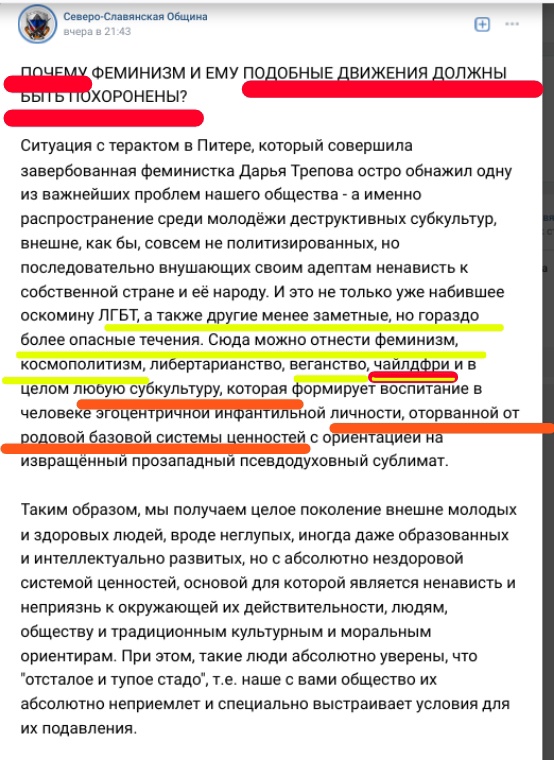 Северо-Славянская Община
вчера в 21:43
ПОЧЕМУ ФЕМИНИЗМ И ЕМУ ПОДОБНЫЕ ДВИЖЕНИЯ ДОЛЖНЫ
БЫТЬ ПОХОРОНЕНЫ?
Ситуация с терактом в Питере, который совершила
завербованная феминистка Дарья Трепова остро обнажил одну
из важнейших проблем нашего общества - а именно
распространение среди молодёжи деструктивных субкультур,
внешне, как бы, совсем не политизированных, но
последовательно внушающих своим адептам ненависть к
собственной стране и её народу. И это не только уже набившее
оскомину ЛГБТ, а также другие менее заметные, но гораздо
более опасные течения. Сюда можно отнести феминизм,
космополитизм, либертарианство, веганство, чайлдфри и в
целом любую субкультуру, которая формирует воспитание в
человеке эгоцентричной инфантильной личности, оторванной от
родовой базовой системы ценностей с ориентацией на
извращённый прозападный псевдодуховный сублимат.
Таким образом, мы получаем целое поколение внешне молодых
и здоровых людей, вроде неглупых, иногда даже образованных
и интеллектуально развитых, но с абсолютно нездоровой
системой ценностей, основой для которой является ненависть и
неприязнь к окружающей их действительности, людям,
обществу и традиционным культурным и моральным
ориентирам. При этом, такие люди абсолютно уверены, что
"отсталое и тупое стадо", т.е. наше с вами общество их
абсолютно неприемлет и специально выстраивает условия для
их подавления.